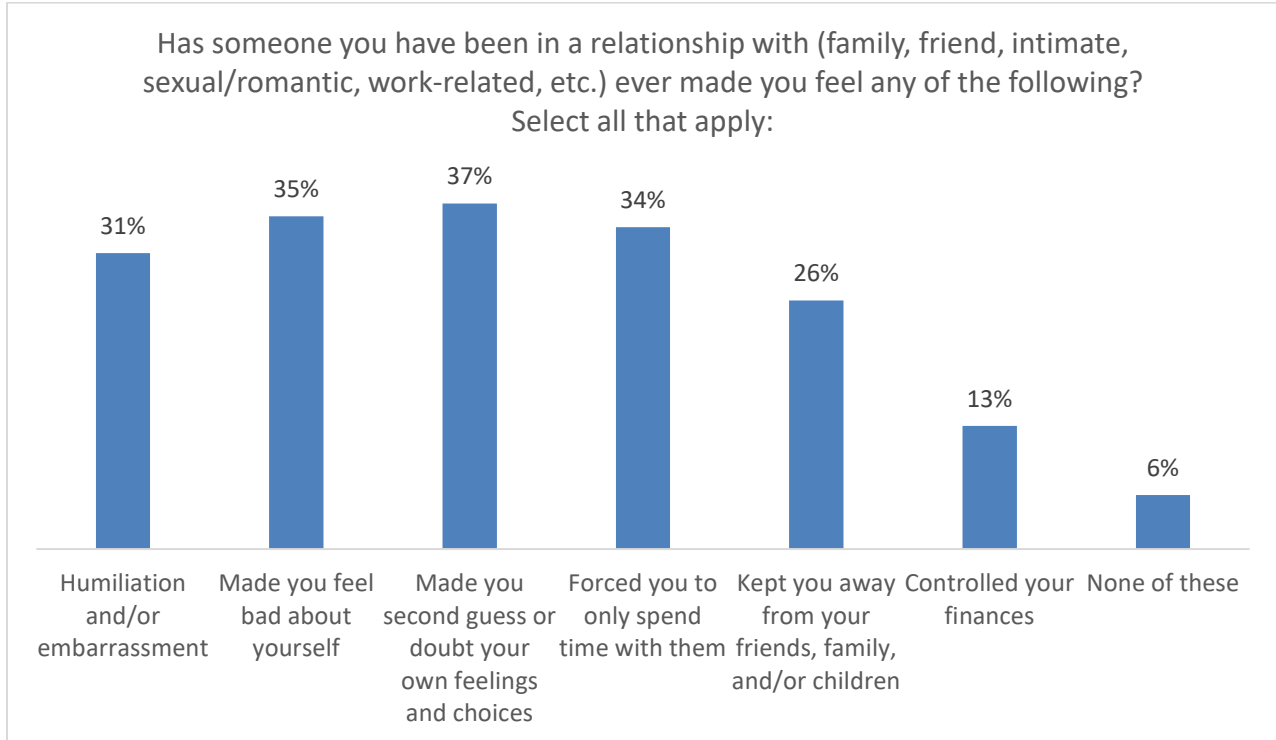 Has someone you have been in a relationship with (family, friend, intimate,
sexual/romantic, work-related, etc.) ever made you feel any of the following?
Select all that apply:
31%
35%
37%
34%
26%
13%
6%
Humiliation
and/or
embarrassment
Made you feel
bad about
yourself
Made you
second guess or
doubt your
own feelings
and choices
Forced you to
only spend
time with them
Kept you away
from your
friends, family,
and/or children
Controlled your
finances
None of these